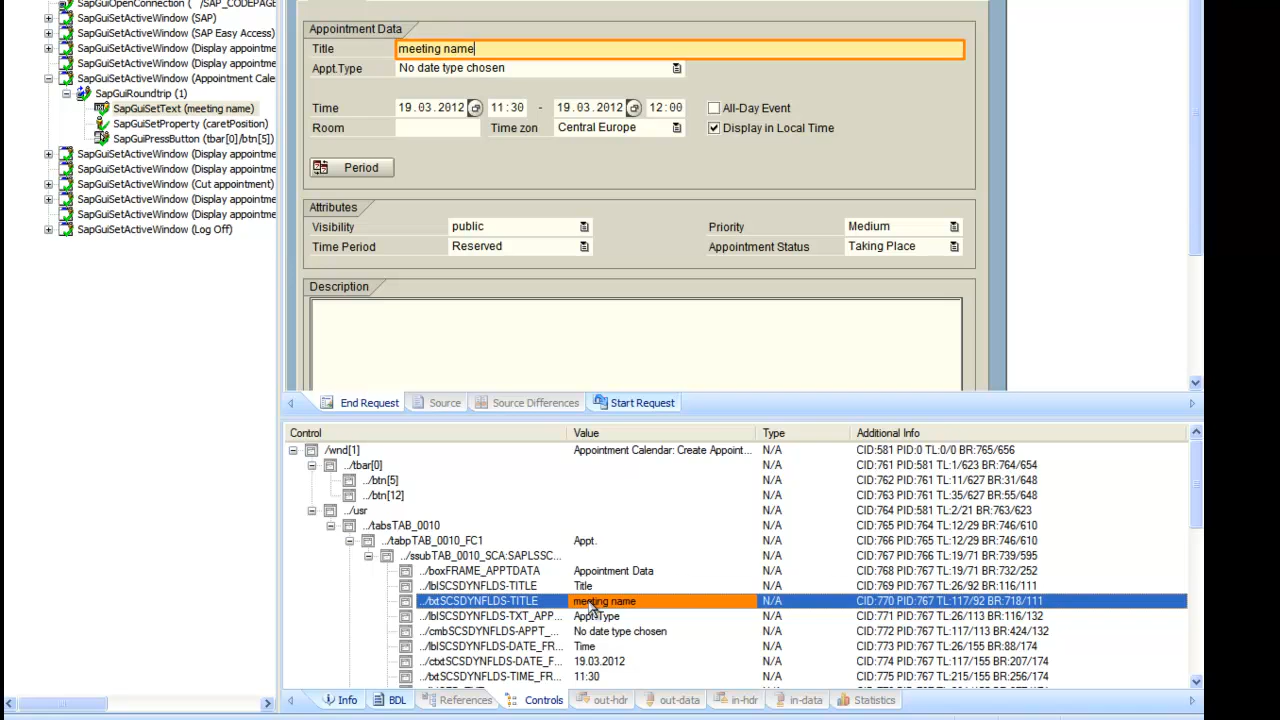 SapGuiOpenConnection ( /SAP_CODEPAGE
SapGuiSetActiveWindow (SAP)
SapGuiSetActiveWindow (SAP Easy Access)
SapGuiSetActiveWindow (Display appointme
SapGuiSetActiveWindow (Display appointme
SapGuiSetActiveWindow (Appointment Cale
SapGuiRoundtrip (1)
SapGuiSetText (meeting name)
SapGuiSetProperty (caretPosition)
SapGuiPressButton (tbar[0]/btn[5])
SapGuiSetActiveWindow (Display appointme
SapGuiSetActiveWindow (Display appointme
SapGuiSetActiveWindow (Cut appointment)
SapGuiSetActiveWindow (Display appointme
SapGuiSetActiveWindow (Display appointme
SapGuiSetActiveWindow (Log Off)
Appointment Data
Title meeting name
Appt.Type No date type chosen
Time 19.03.2012 11:30 - 19.03.2012 12:00 All-Day Event
Room Time zon Central Europe Display in Local Time
Period
Attributes
Visibility public Priority Medium
Time Period Reserved Appointment Status Taking Place
Description
End Request Source Source Differences Start Request
Control Value Type Additional Info
/wnd[1] Appointment Calendar: Create Appoint... N/A CID:581 PID:0 TL:0/0 BR:765/656
../tbar[0] N/A CID:761 PID:581 TL:1/623 BR:764/654
../btn[5] N/A CID:762 PID:761 TL:11/627 BR:31/648
../btn[12] N/A CID:763 PID:761 TL:35/627 BR:55/648
../usr N/A CID:764 PID:581 TL:2/21 BR:763/623
../tabsTAB_0010 N/A CID:765 PID:764 TL:12/29 BR:746/610
../tabpTAB_0010_FC1 Appt. N/A CID:766 PID:765 TL:12/29 BR:746/610
../ssubTAB_0010_SCA:SAPLSSC... N/A CID:767 PID:766 TL:19/71 BR:739/595
../boxFRAME_APPTDATA Appointment Data N/A CID:768 PID:767 TL:19/71 BR:732/252
../lblSCSDYNFLDS-TITLE Title N/A CID:769 PID:767 TL:26/92 BR:116/111
../txtSCSDYNFLDS-TITLE meeting name N/A CID:770 PID:767 TL:117/92 BR:718/111
../lblSCSDYNFLDS-TXT_APP... Appt.Type N/A CID:771 PID:767 TL:26/113 BR:116/132
../cmbSCSDYNFLDS-APPT_... No date type chosen N/A CID:772 PID:767 TL:117/113 BR:424/132
../lblSCSDYNFLDS-DATE_FR... Time N/A CID:773 PID:767 TL:26/155 BR:88/174
../ctxtSCSDYNFLDS-DATE_F... 19.03.2012 N/A CID:774 PID:767 TL:117/155 BR:207/174
../txtSCSDYNFLDS-TIME_FR... 11:30 N/A CID:775 PID:767 TL:215/155 BR:256/174
Info BDL References Controls out-hdr out-data in-hdr in-data Statistics